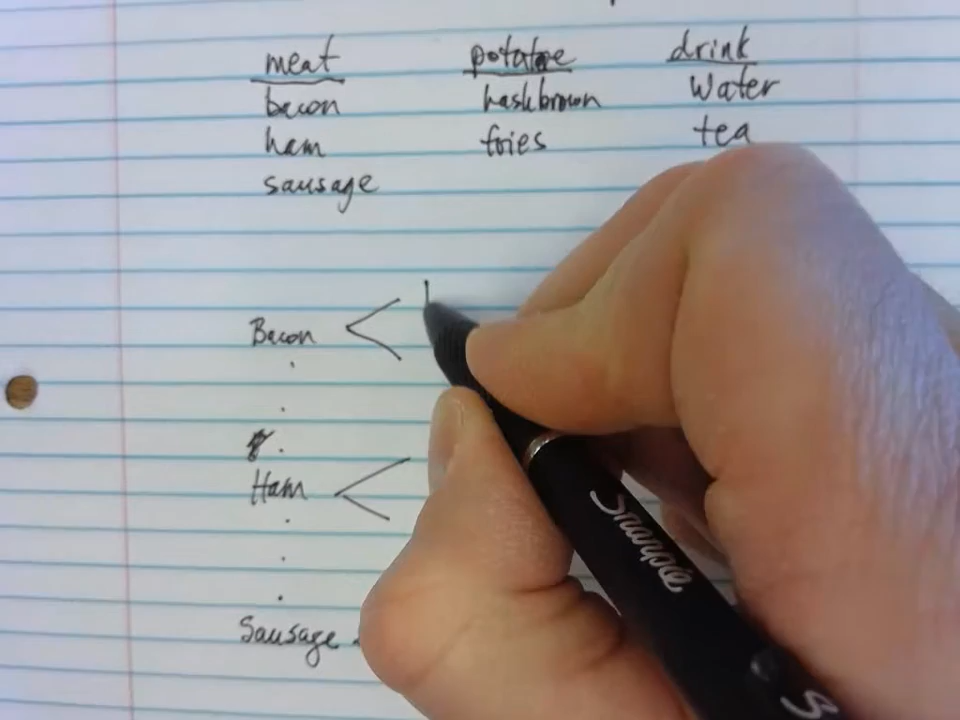 meat potatoe drink
bacon hashbrown water
ham fries tea
sausage
Bacon
Ham
Sausage
Sharpie